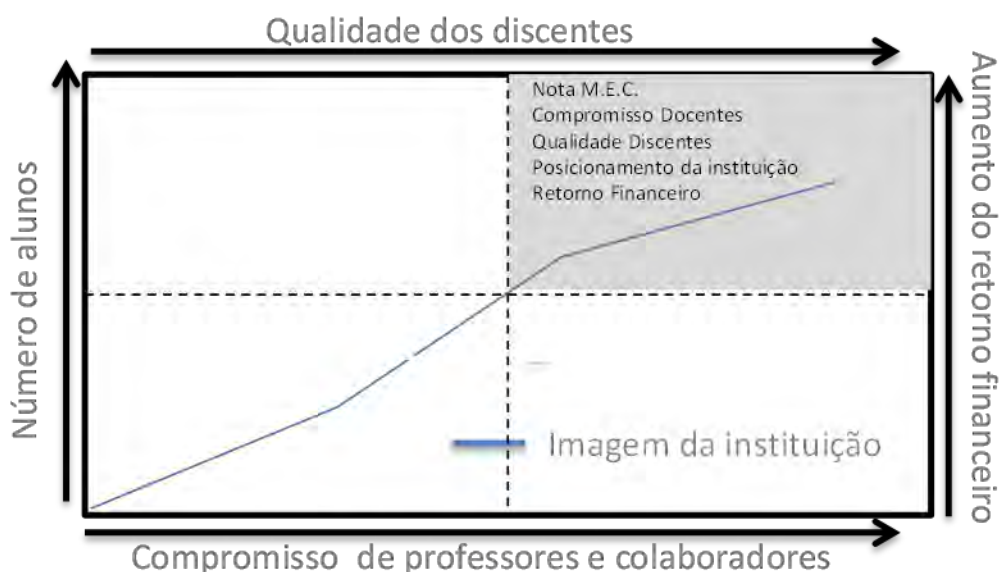 Qualidade dos discentes
Número de alunos
Aumento do retorno financeiro
Nota M.E.C.
Compromisso Docentes
Qualidade Discentes
Posicionamento da instituição
Retorno Financeiro
Imagem da instituição
Compromisso de professores e colaboradores